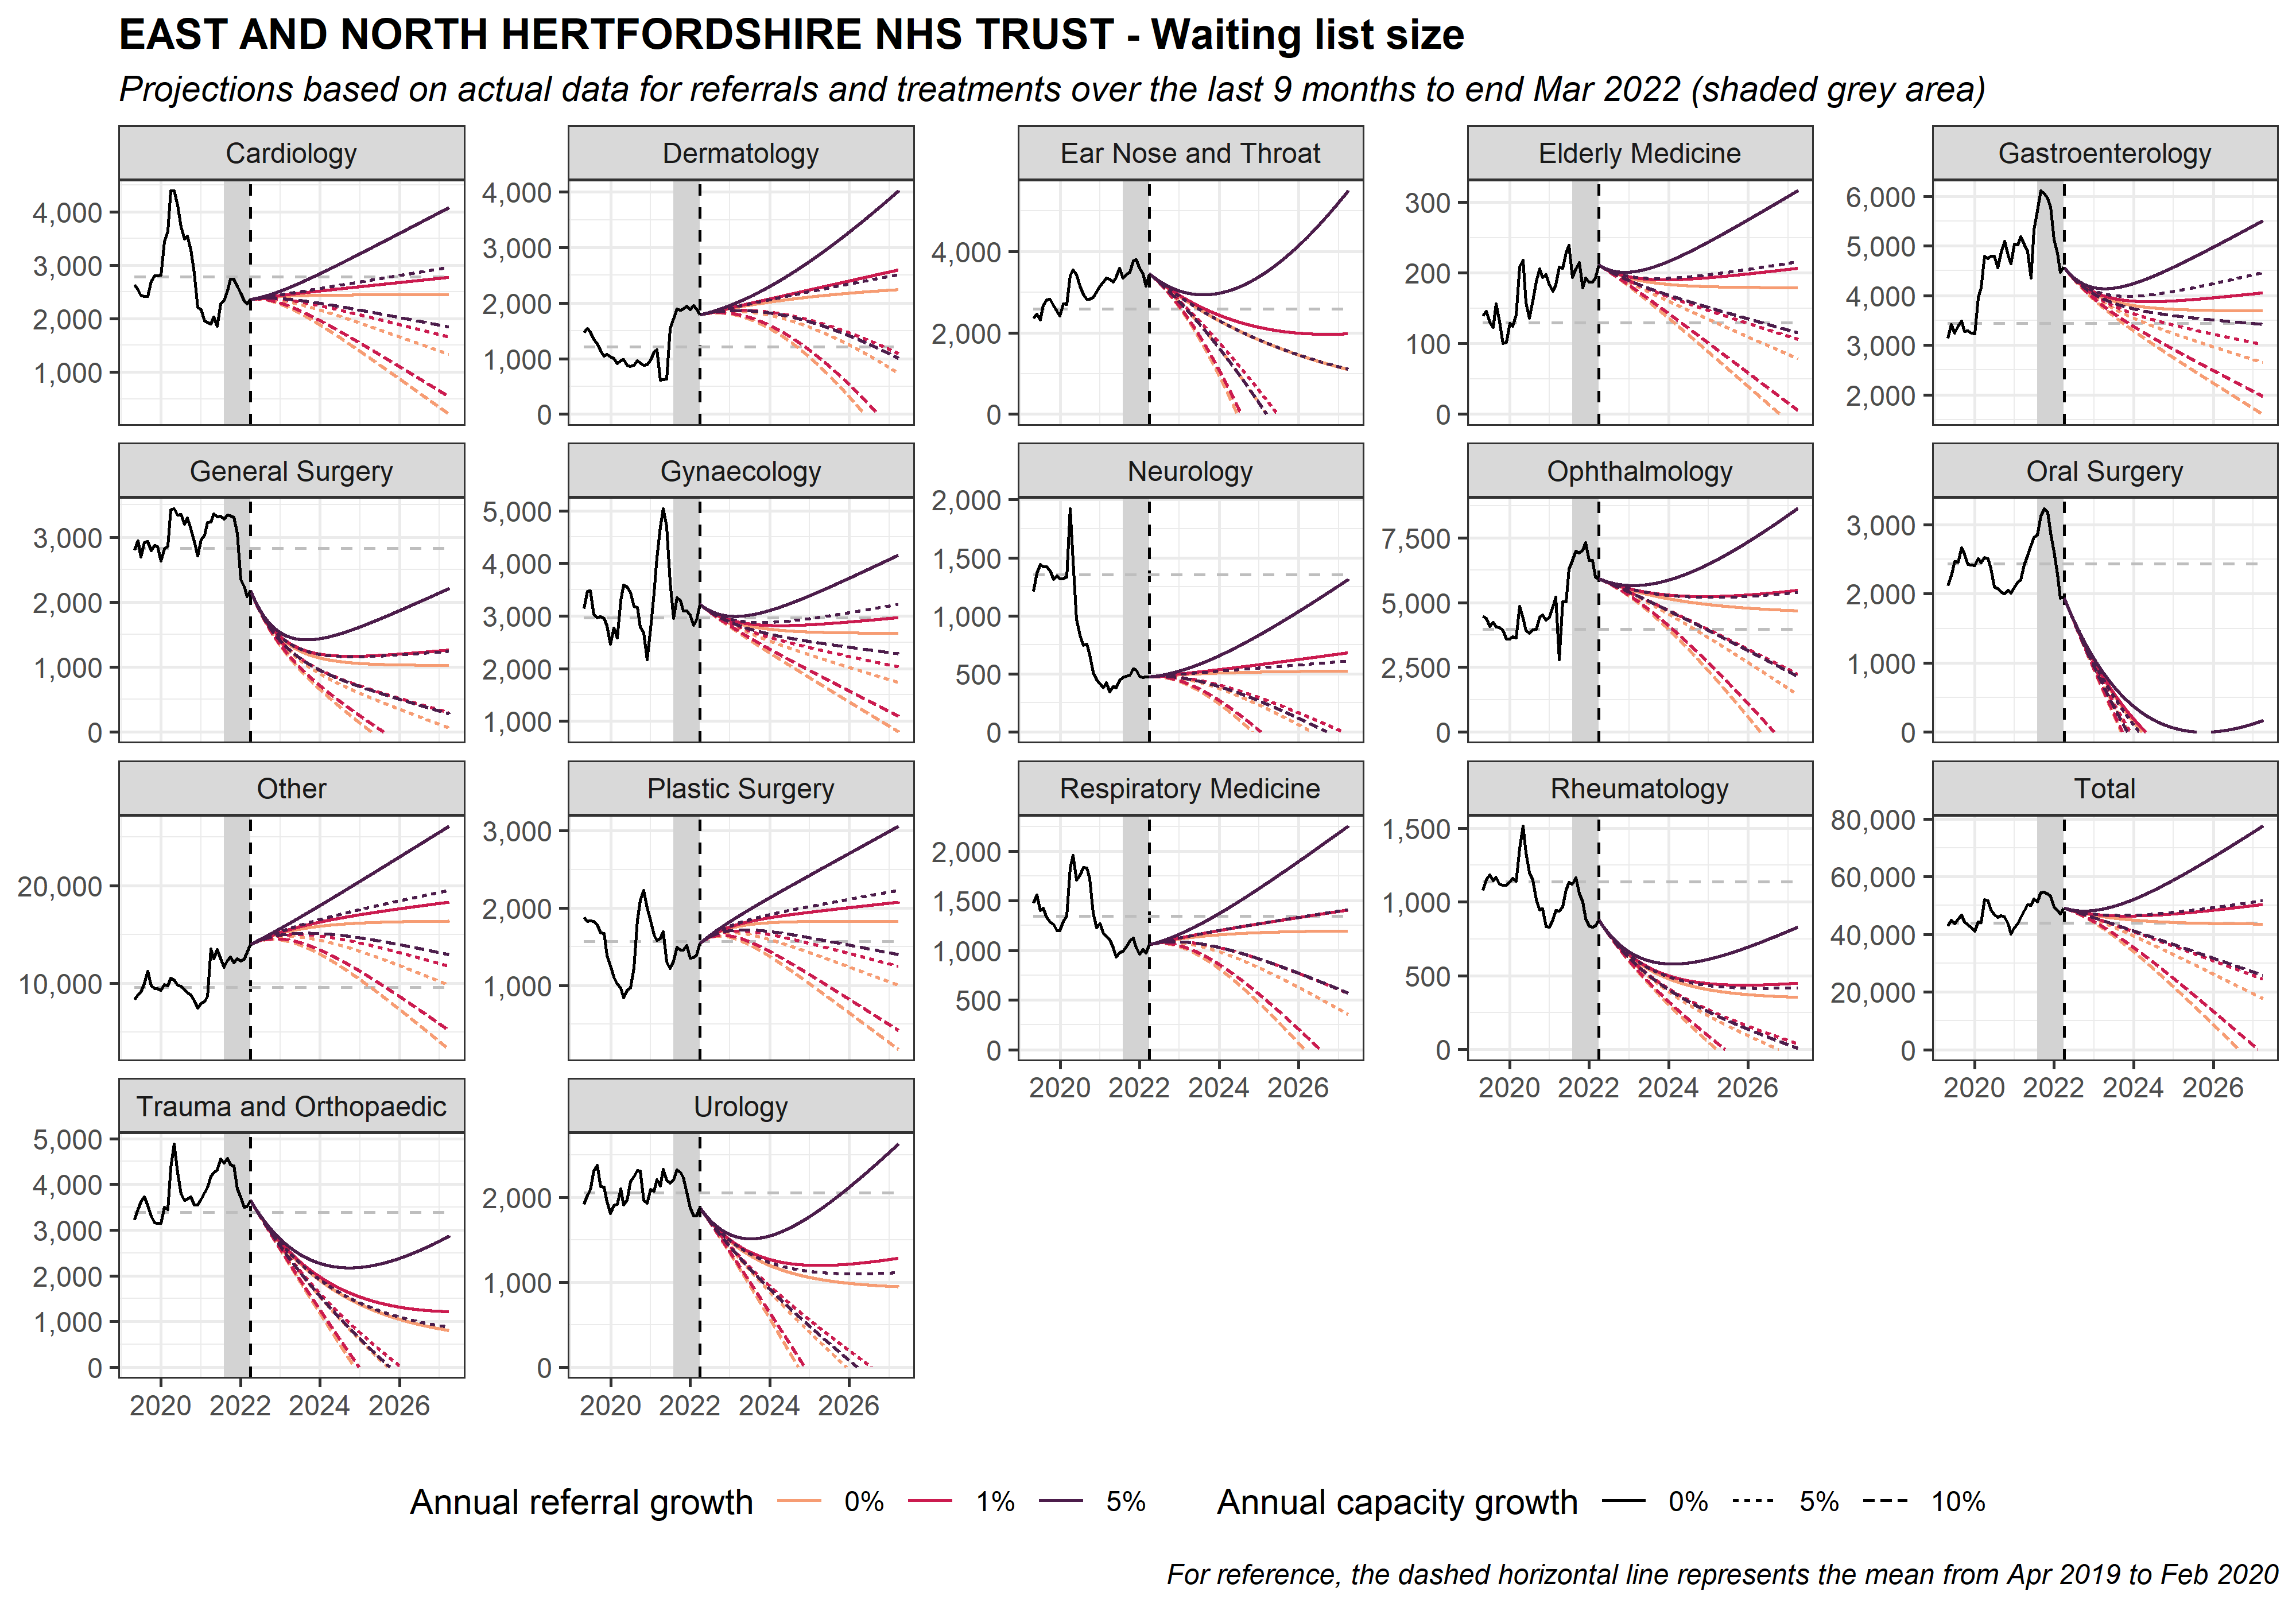 EAST AND NORTH HERTFORDSHIRE NHS TRUST - Waiting list size
Projections based on actual data for referrals and treatments over the last 9 months to end Mar 2022 (shaded grey area)
Cardiology
4,000
3,000
2,000
1,000
Dermatology
4,000
3,000
2,000
1,000
0
Ear Nose and Throat
4,000
2,000
0
Elderly Medicine
300
200
100
0
Gastroenterology
6,000
5,000
4,000
3,000
2,000
General Surgery
3,000
2,000
1,000
0
Gynaecology
5,000
4,000
3,000
2,000
1,000
Neurology
2,000
1,500
1,000
500
0
Ophthalmology
7,500
5,000
2,500
0
Oral Surgery
3,000
2,000
1,000
0
Other
20,000
10,000
Plastic Surgery
3,000
2,000
1,000
Respiratory Medicine
2,000
1,500
1,000
500
0
2020 2022 2024 2026
Rheumatology
1,500
1,000
500
0
2020 2022 2024 2026
Total
80,000
60,000
40,000
20,000
0
2020 2022 2024 2026
Trauma and Orthopaedic
5,000
4,000
3,000
2,000
1,000
0
2020 2022 2024 2026
Urology
2,000
1,000
0
2020 2022 2024 2026
Annual referral growth 0% 1% 5% Annual capacity growth 0% 5% 10%
For reference, the dashed horizontal line represents the mean from Apr 2019 to Feb 2020